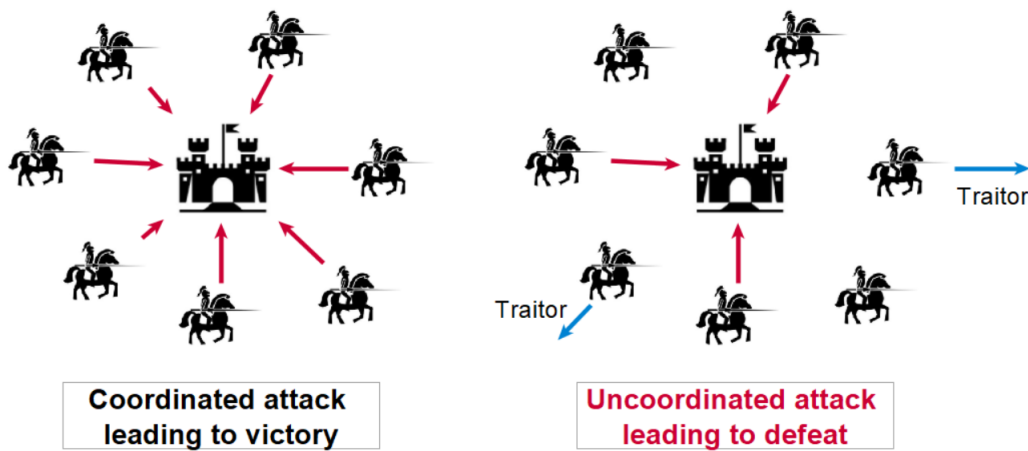 Traitor
Traitor
Coordinated attack
leading to victory
Uncoordinated attack
leading to defeat